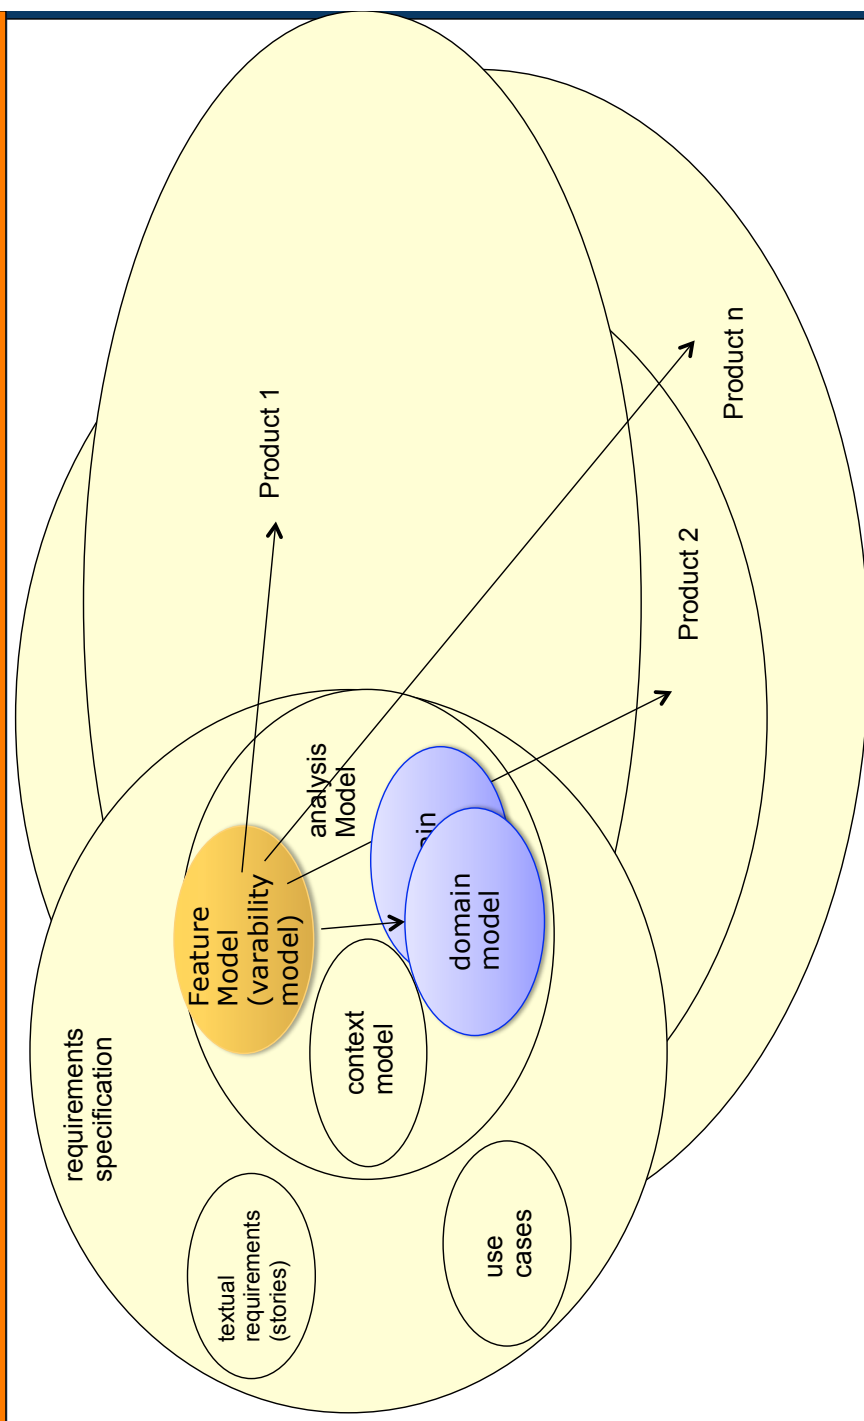 requirements
specification
Feature
Model
(varability
model)
analysis
Model
Product 1
Product n
Product 2
context
model
domain
model
textual
requirements
(stories)
use
cases